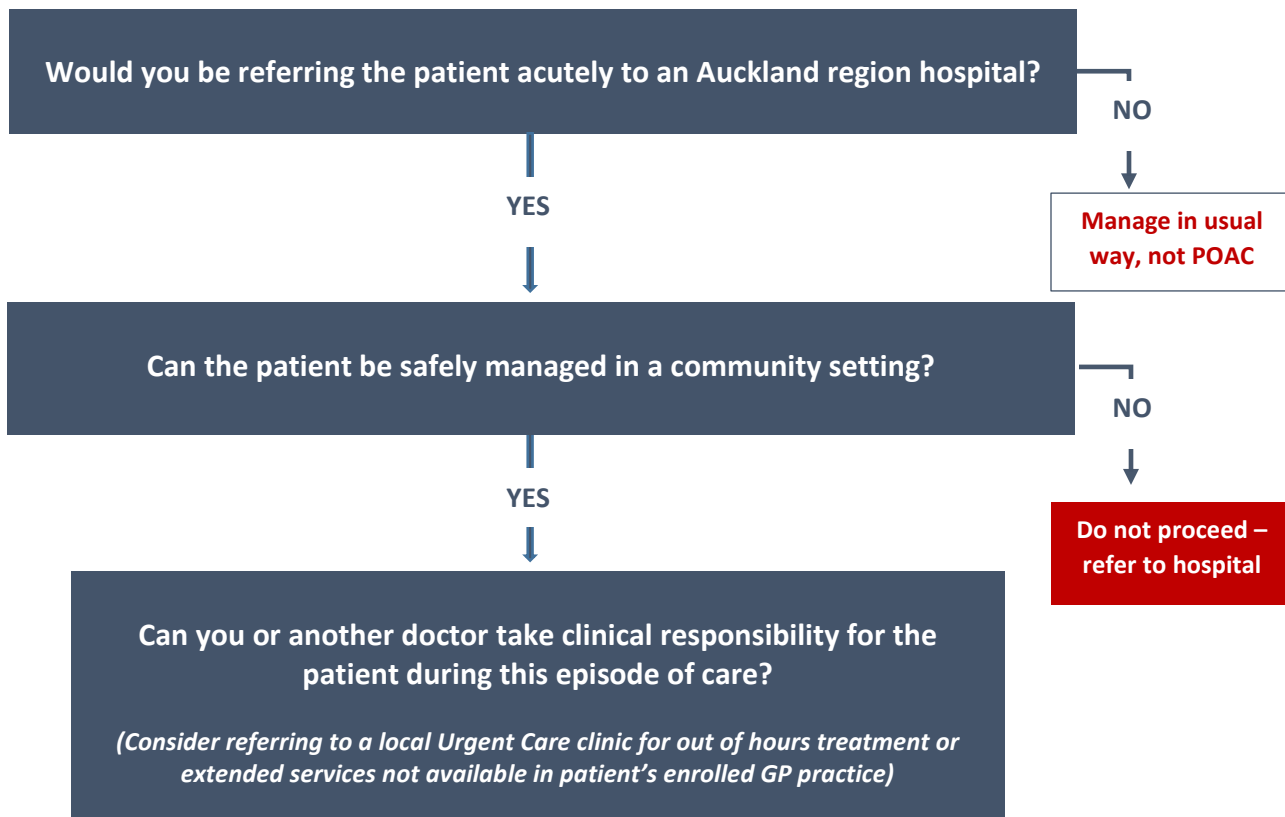 Would you be referring the patient acutely to an Auckland region hospital?
NO
YES
Manage in usual
way, not POAC
Can the patient be safely managed in a community setting?
NO
YES
Do not proceed –
refer to hospital
Can you or another doctor take clinical responsibility for the
patient during this episode of care?
(Consider referring to a local Urgent Care clinic for out of hours treatment or
extended services not available in patient’s enrolled GP practice)